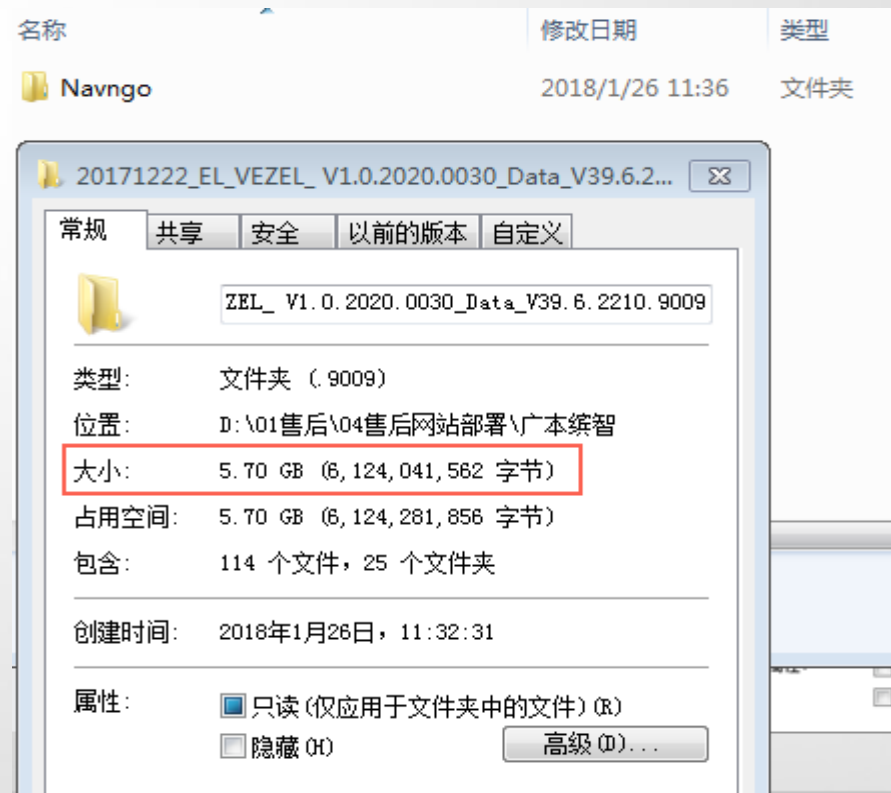 名称 修改日期 类型
Navngo 2018/1/26 11:36 文件夹
20171222_EL_VEZEL_ V1.0.2020.0030_Data_V39.6.2...
常规 共享 安全 以前的版本 自定义
ZEL_ V1.0.2020.0030_Data_V39.6.2210.9009
类型: 文件夹 (.9009)
位置: D:\01售后\04售后网站部署\广本缤智
大小: 5.70 GB (6,124,041,562 字节)
占用空间: 5.70 GB (6,124,281,856 字节)
包含: 114 个文件，25 个文件夹
创建时间: 2018年1月26日，11:32:31
属性: 只读(仅应用于文件夹中的文件)(R)
隐藏(H) 高级(D)...